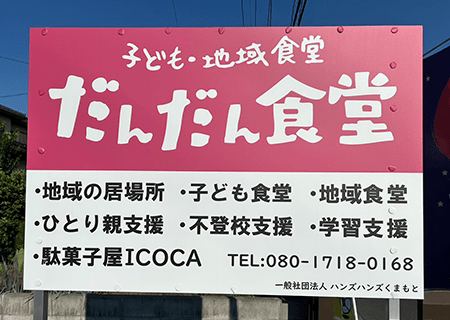 子ども・地域食堂
だんだん食堂
・地域の居場所 ・子ども食堂 ・地域食堂
・ひとり親支援 ・不登校支援 ・学習支援
・駄菓子屋ICOCA TEL:080-1718-0168
一般社団法人 ハンズハンズくまもと